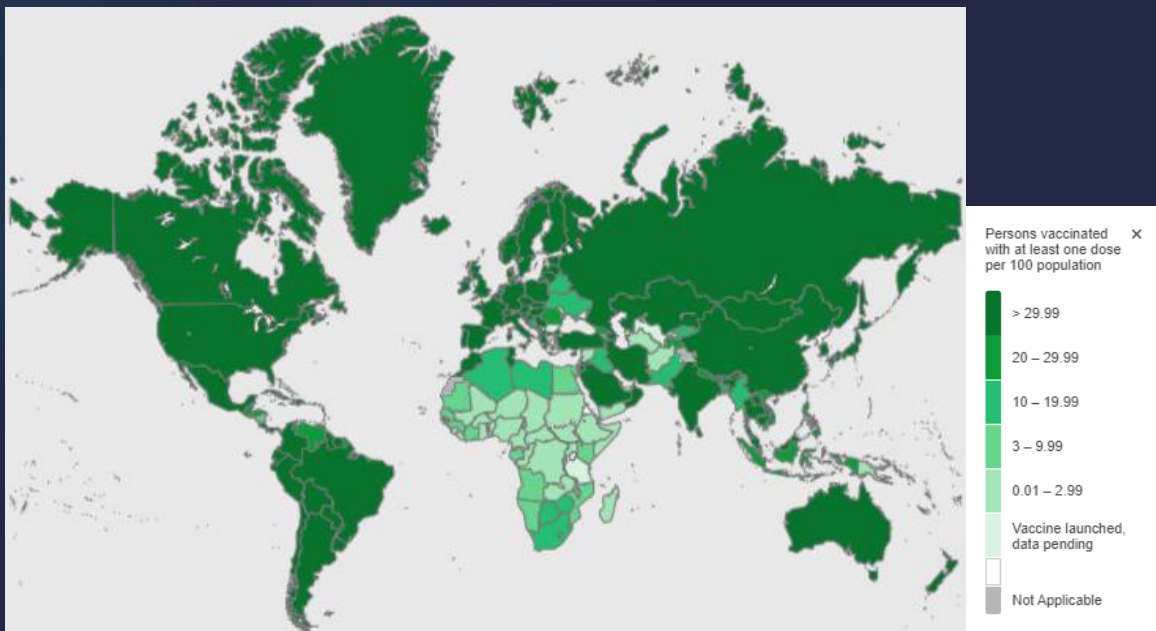 Persons vaccinated ×
with at least one dose
per 100 population
> 29.99
20 – 29.99
10 – 19.99
3 – 9.99
0.01 – 2.99
Vaccine launched,
data pending
Not Applicable